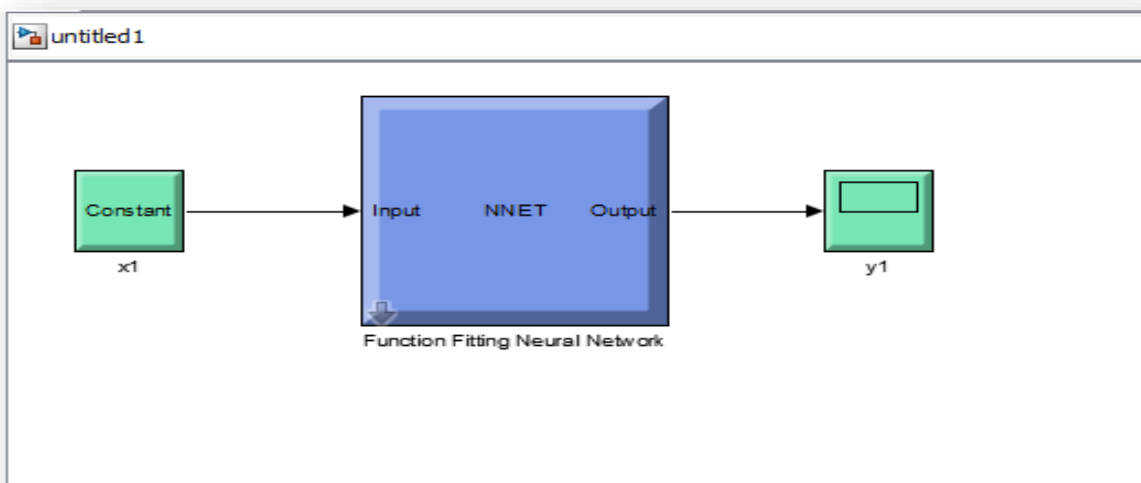 untitled1
Constant
Input NNET Output
x1
y1
Function Fitting Neural Network